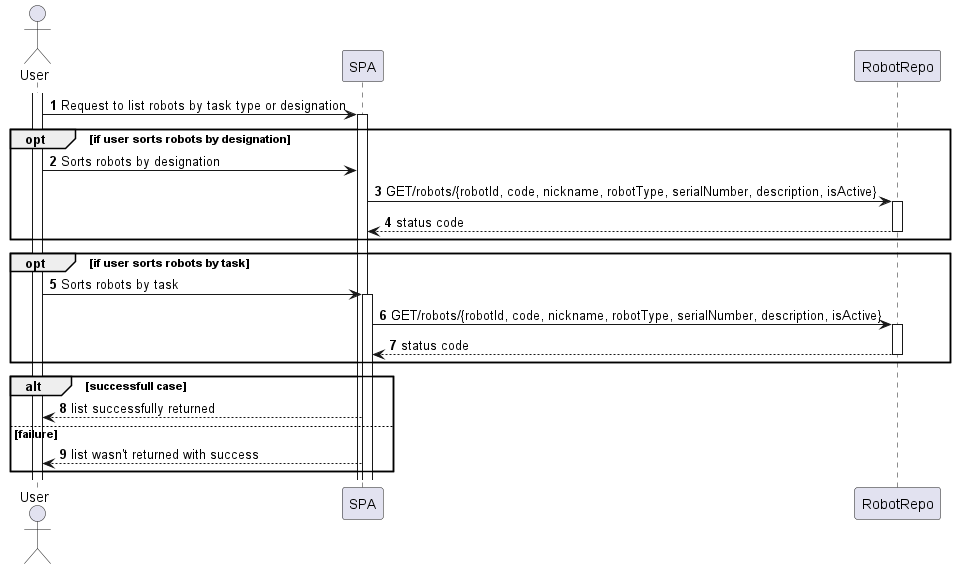 User
SPA
RobotRepo
1 Request to list robots by task type or designation
opt [if user sorts robots by designation]
2 Sorts robots by designation
3 GET/robots/{robotId, code, nickname, robotType, serialNumber, description, isActive}
4 status code
opt [if user sorts robots by task]
5 Sorts robots by task
6 GET/robots/{robotId, code, nickname, robotType, serialNumber, description, isActive}
7 status code
alt [successfull case]
8 list successfully returned
[failure]
9 list wasn't returned with success
User
SPA
RobotRepo